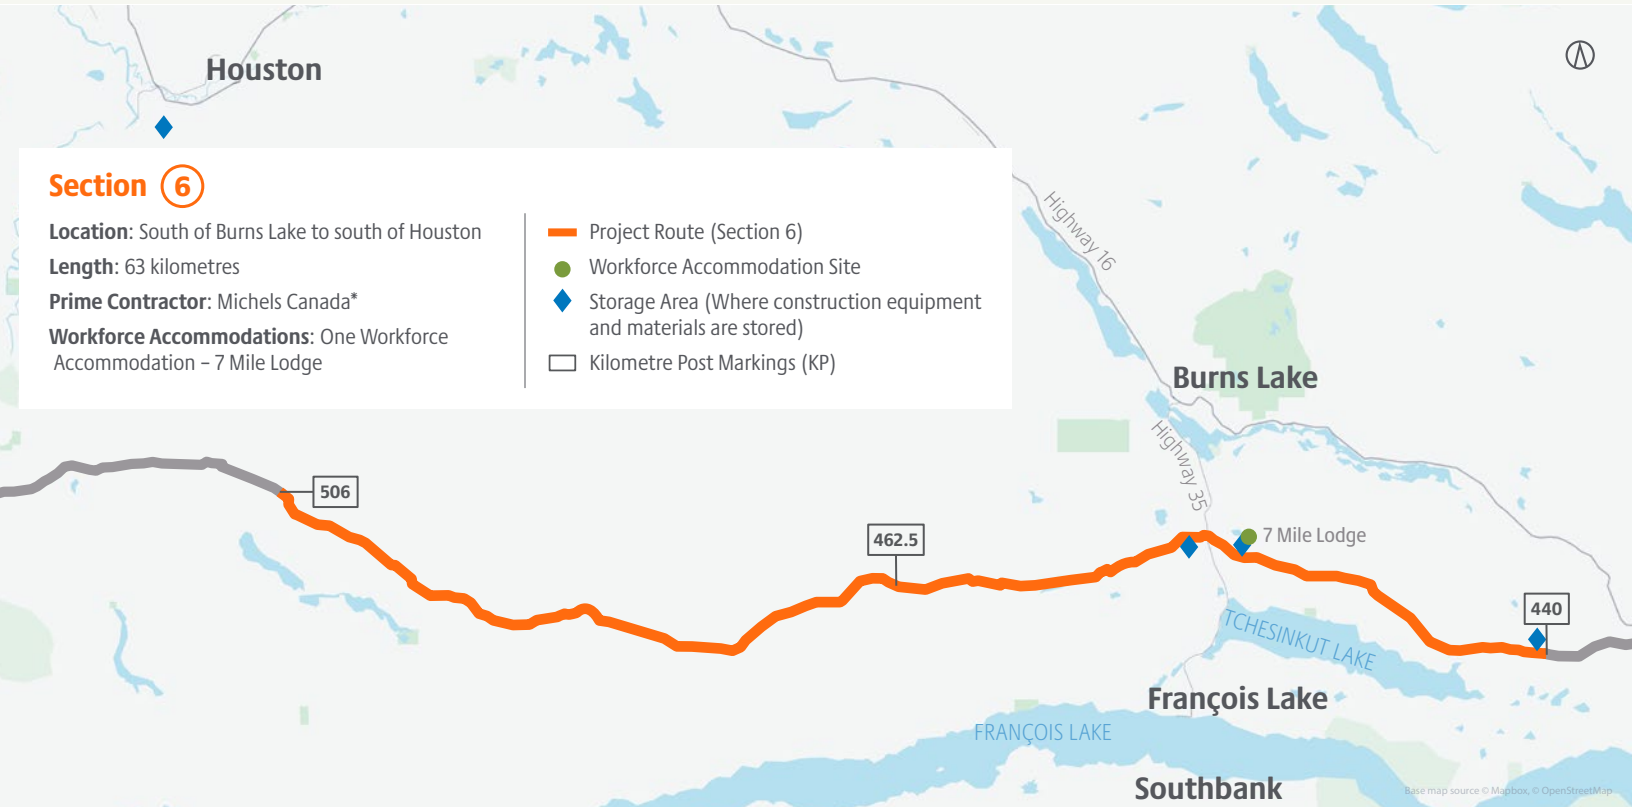 Houston
Section 6
Location: South of Burns Lake to south of Houston
Length: 63 kilometres
Prime Contractor: Michels Canada*
Workforce Accommodations: One Workforce
Accommodation – 7 Mile Lodge
Project Route (Section 6)
Workforce Accommodation Site
Storage Area (Where construction equipment
and materials are stored)
Kilometre Post Markings (KP)
Highway 16
Burns Lake
Highway 35
506
462.5
7 Mile Lodge
440
TCHESINKUT LAKE
François Lake
FRANÇOIS LAKE
Southbank
Base map source © Mapbox, © OpenStreetMap